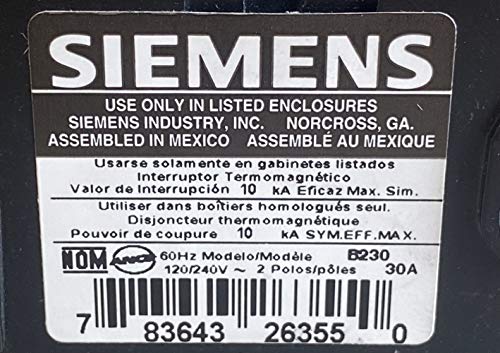 SIEMENS
USE ONLY IN LISTED ENCLOSURES
SIEMENS INDUSTRY, INC. NORCROSS, GA.
ASSEMBLED IN MEXICO ASSEMBLÉ AU MEXIQUE
Usarse solamente en gabinetes listados
Interruptor Termomagnético
Valor de Interrupción 10 kA Eficaz Max. Sim.
Utiliser dans boîtiers homologués seul.
Disjoncteur thermomagnétique
Pouvoir de coupure 10 kA SYM.EFF.MAX.
NOM ANCE 60Hz Modelo/Modèle B230
120/240V ~ 2 Polos/pôles 30A
7 83643 26355 0